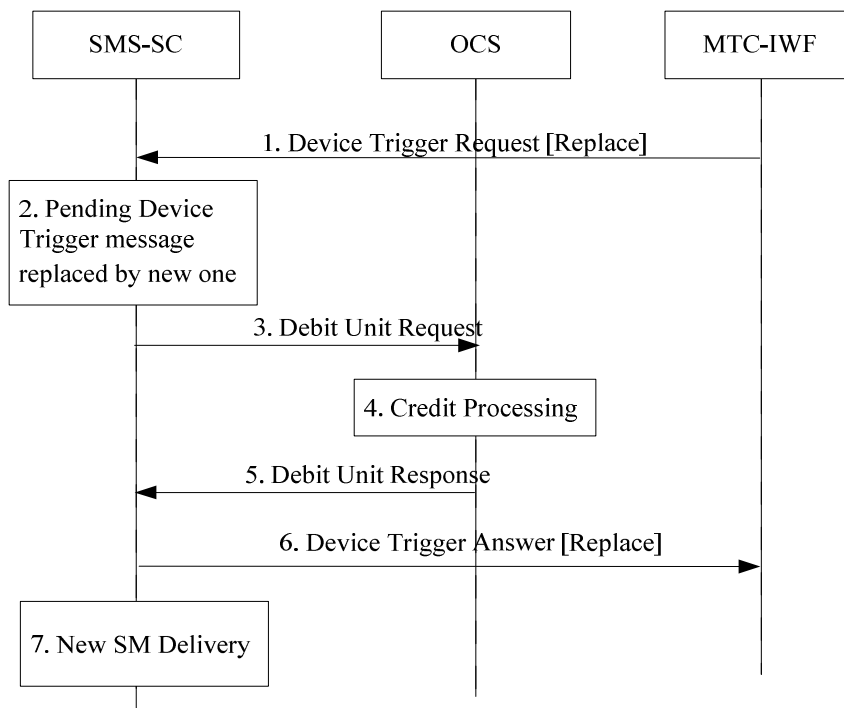 SMS-SC
OCS
MTC-IWF
1. Device Trigger Request [Replace]
2. Pending Device
Trigger message
replaced by new one
3. Debit Unit Request
4. Credit Processing
5. Debit Unit Response
6. Device Trigger Answer [Replace]
7. New SM Delivery